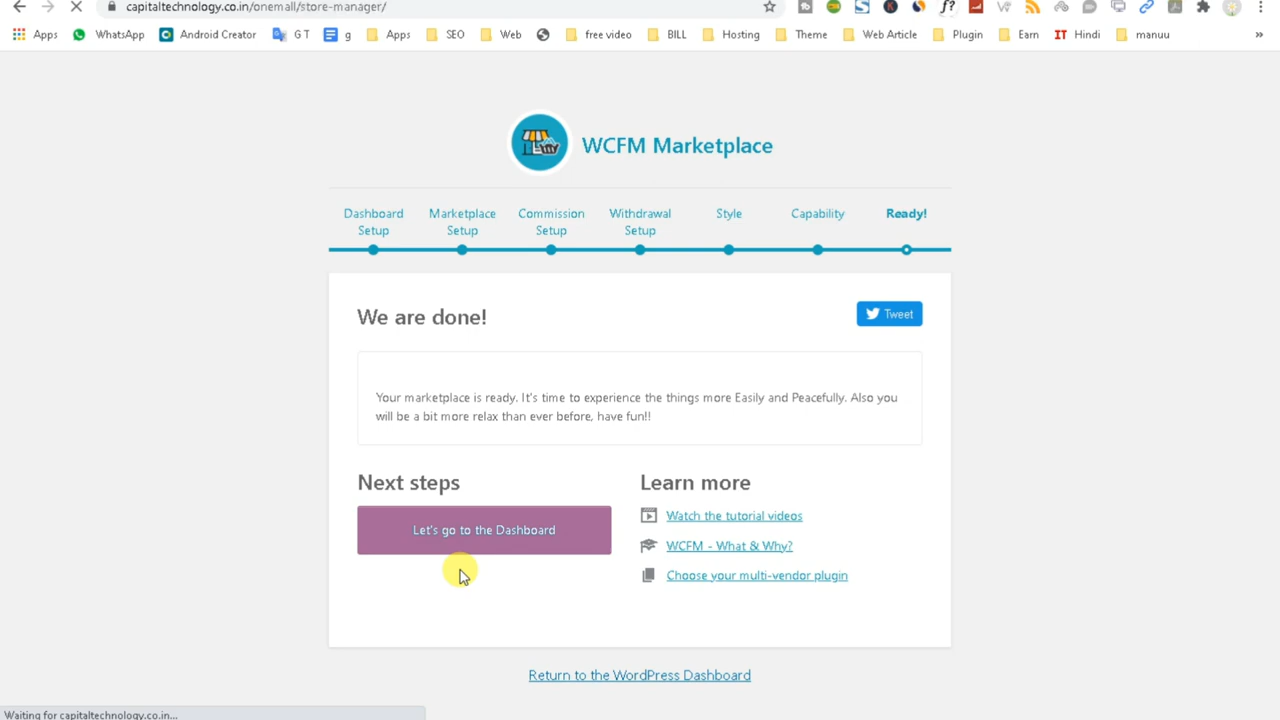 capitaltechnology.co.in/onemall/store-manager/
Apps WhatsApp Android Creator G T g Apps SEO Web free video BILL Hosting Theme Web Article Plugin Earn IT Hindi manuu »
WCFM Marketplace
Dashboard Setup
Marketplace Setup
Commission Setup
Withdrawal Setup
Style
Capability
Ready!
We are done!
Tweet
Your marketplace is ready. It's time to experience the things more Easily and Peacefully. Also you
will be a bit more relax than ever before, have fun!!
Next steps
Let's go to the Dashboard
Learn more
Watch the tutorial videos
WCFM - What & Why?
Choose your multi-vendor plugin
Return to the WordPress Dashboard
Waiting for capitaltechnology.co.in...